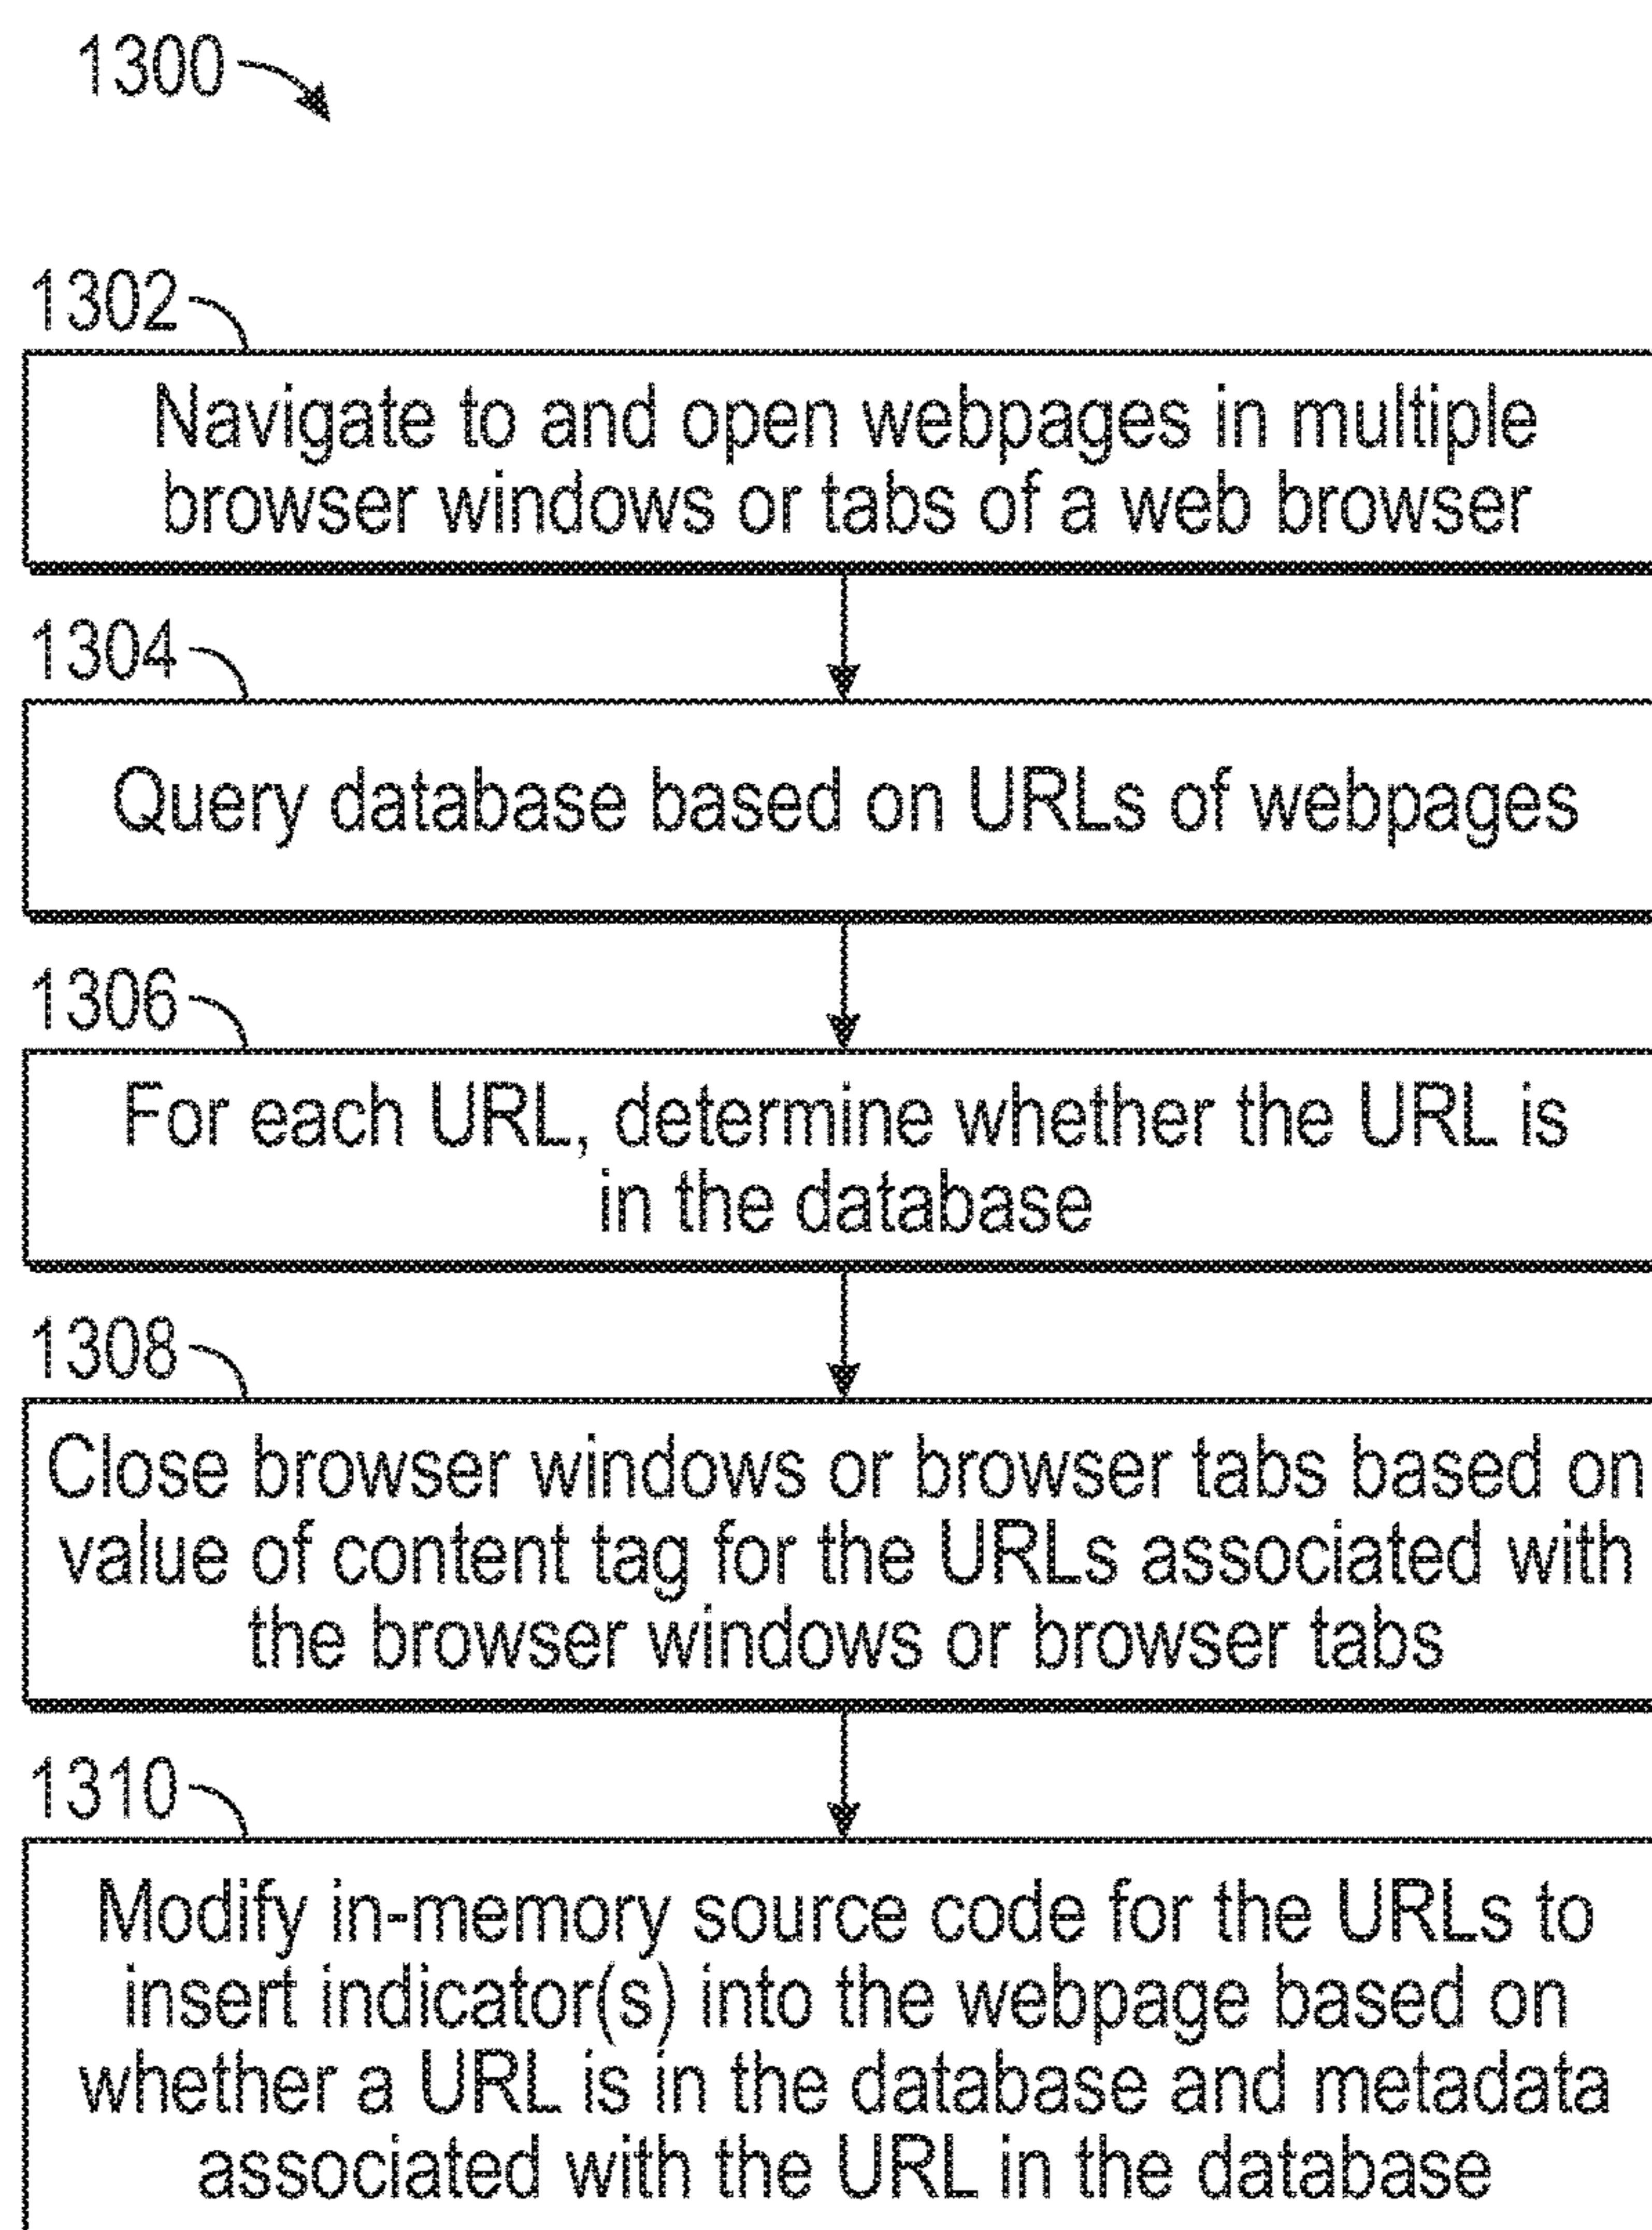 1300
1302
Navigate to and open webpages in multiple
browser windows or tabs of a web browser
1304
Query database based on URLs of webpages
1306
For each URL, determine whether the URL is
in the database
1308
Close browser windows or browser tabs based on
value of content tag for the URLs associated with
the browser windows or browser tabs
1310
Modify in-memory source code for the URLs to
insert indicator(s) into the webpage based on
whether a URL is in the database and metadata
associated with the URL in the database